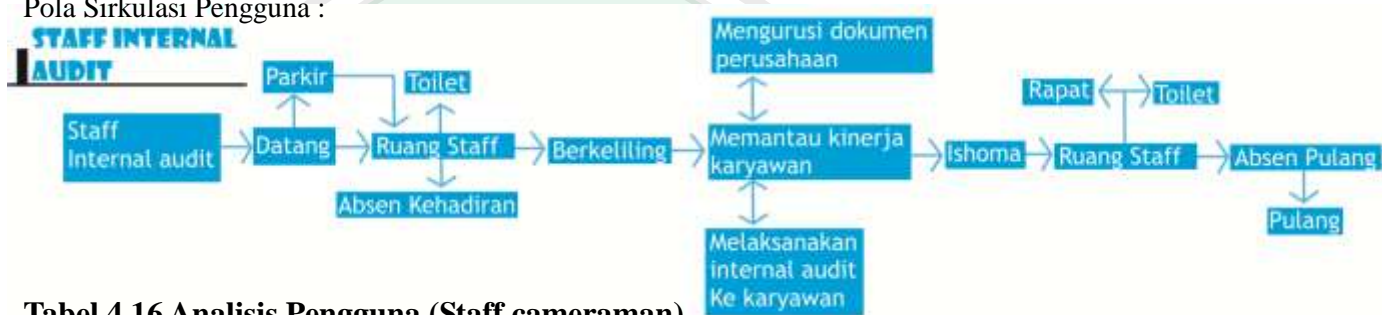 Pola Sirkulasi Pengguna :
STAFF INTERNAL
AUDIT
Staff
Internal audit
Datang
Parkir
Ruang Staff
Toilet
Absen Kehadiran
Berkeliling
Mengurusi dokumen
perusahaan
Memantau kinerja
karyawan
Melaksanakan
internal audit
Ke karyawan
Ishoma
Ruang Staff
Rapat
Toilet
Absen Pulang
Pulang
Tabel 4.16 Analisis Pengguna (Staff cameraman)